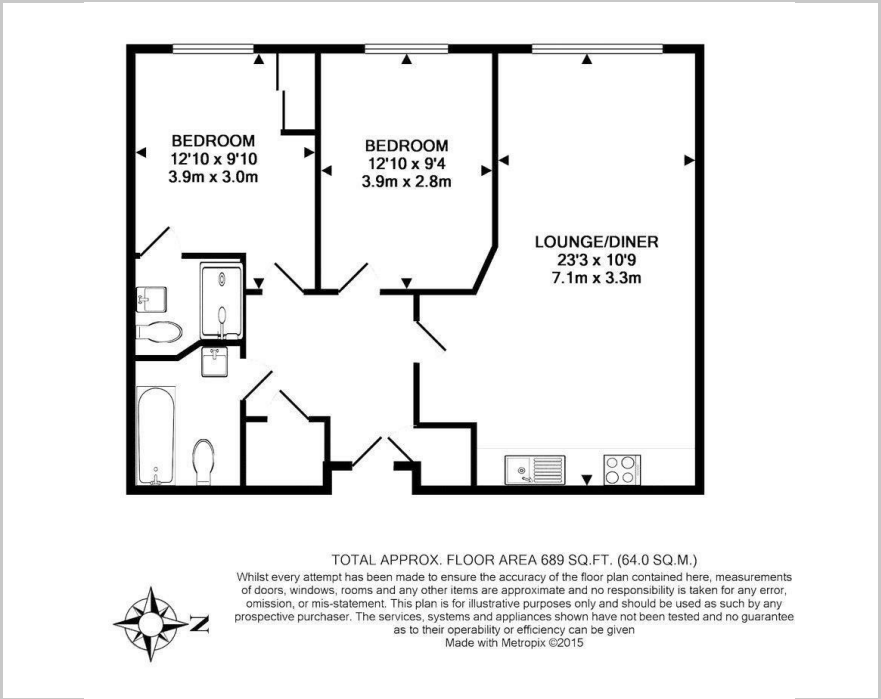 BEDROOM
12'10 x 9'10
3.9m x 3.0m
BEDROOM
12'10 x 9'4
3.9m x 2.8m
LOUNGE/DINER
23'3 x 10'9
7.1m x 3.3m
TOTAL APPROX. FLOOR AREA 689 SQ.FT. (64.0 SQ.M.)
Whilst every attempt has been made to ensure the accuracy of the floor plan contained here, measurements
of doors, windows, rooms and any other items are approximate and no responsibility is taken for any error,
omission, or mis-statement. This plan is for illustrative purposes only and should be used as such by any
prospective purchaser. The services, systems and appliances shown have not been tested and no guarantee
as to their operability or efficiency can be given
Made with Metropix ©2015
N